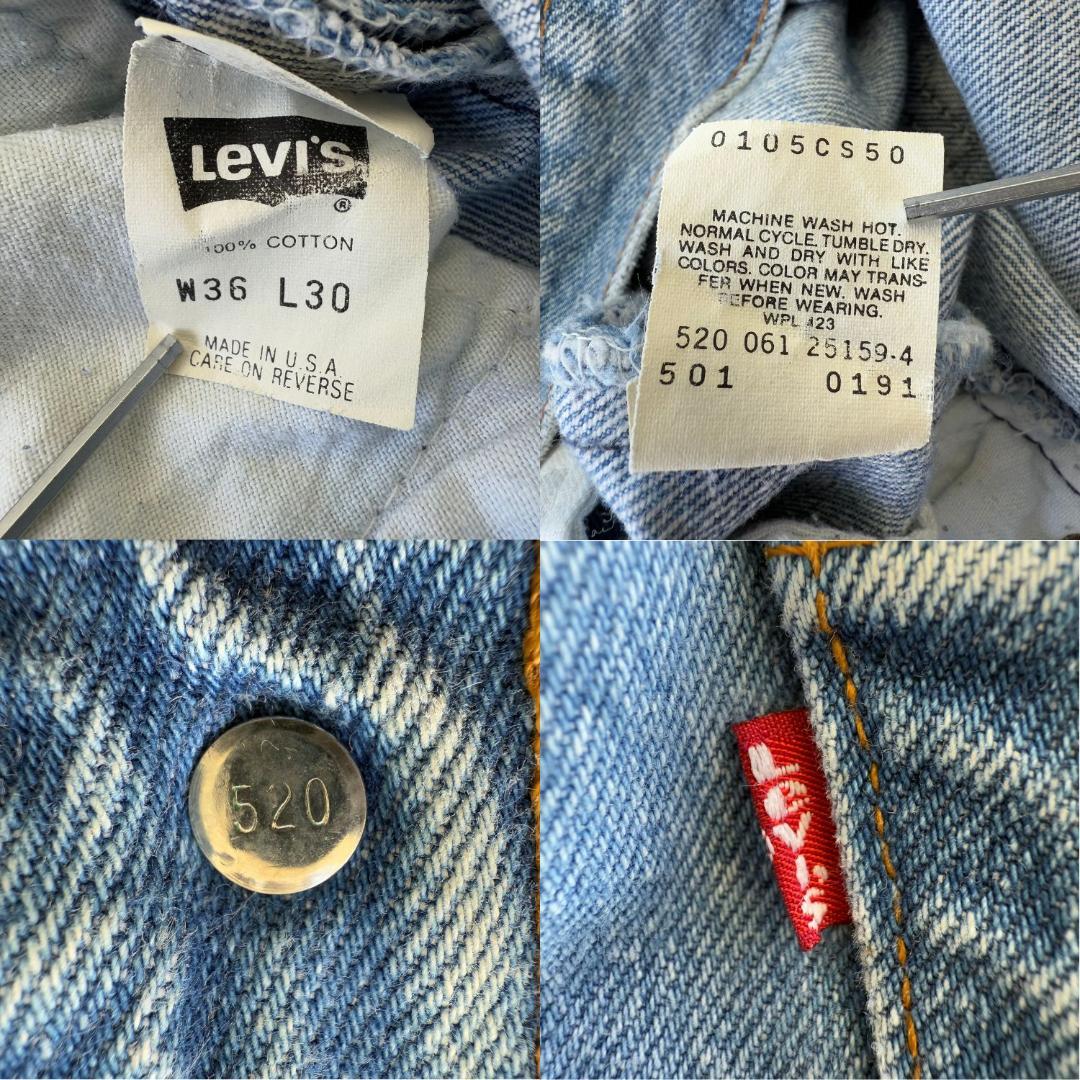 Levi's
®
100% COTTON
W36 L30
MADE IN U.S.A.
CARE ON REVERSE
0105CS50
MACHINE WASH HOT.
NORMAL CYCLE. TUMBLE DRY.
WASH AND DRY WITH LIKE
COLORS. COLOR MAY TRANS-
FER WHEN NEW. WASH
BEFORE WEARING.
WPL 423
520 061 25159-4
501 0191
520
Levi's